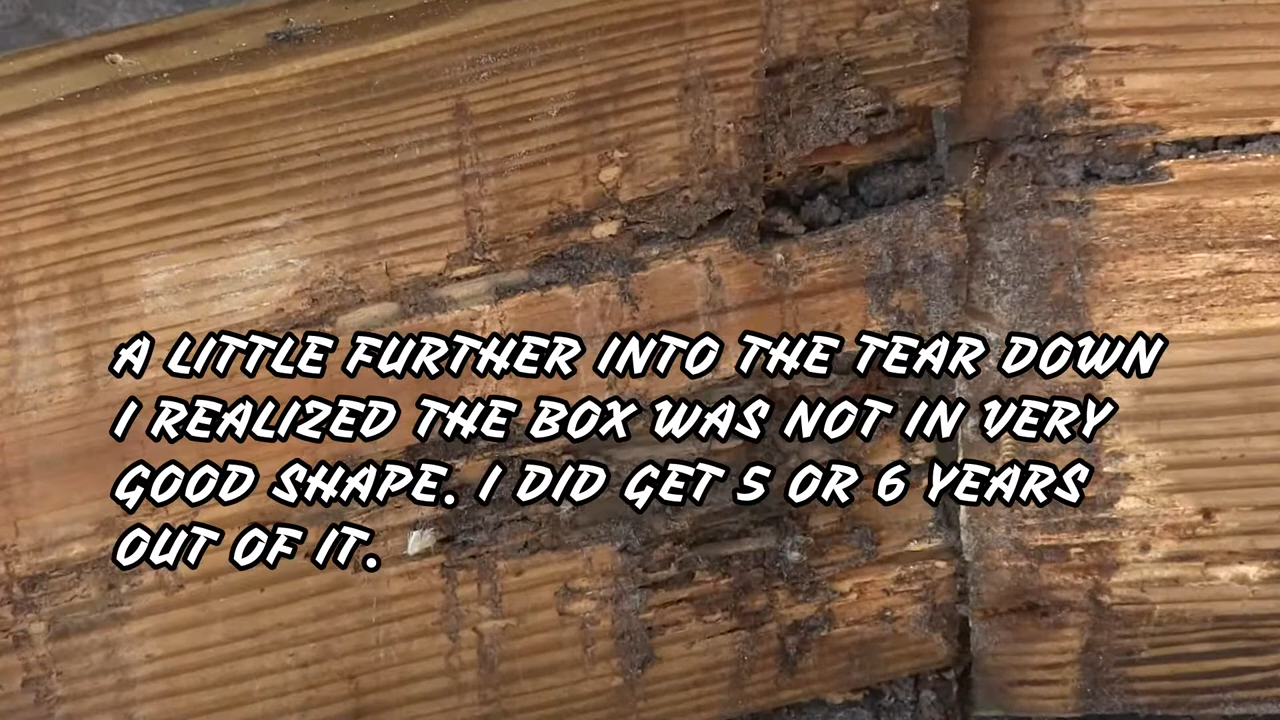 A LITTLE FURTHER INTO THE TEAR DOWN
I REALIZED THE BOX WAS NOT IN VERY
GOOD SHAPE. I DID GET 5 OR 6 YEARS
OUT OF IT.